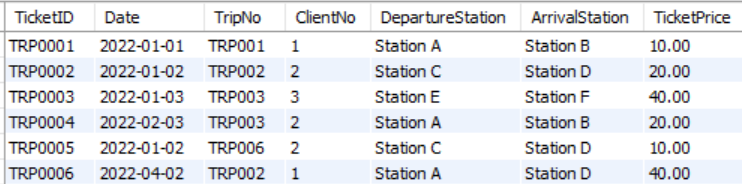 TicketID Date TripNo ClientNo DepartureStation ArrivalStation TicketPrice
TRP0001 2022-01-01 TRP001 1 Station A Station B 10.00
TRP0002 2022-01-02 TRP002 2 Station C Station D 20.00
TRP0003 2022-01-03 TRP003 3 Station E Station F 40.00
TRP0004 2022-02-03 TRP003 2 Station A Station B 20.00
TRP0005 2022-01-02 TRP006 2 Station C Station D 10.00
TRP0006 2022-04-02 TRP002 1 Station A Station D 40.00